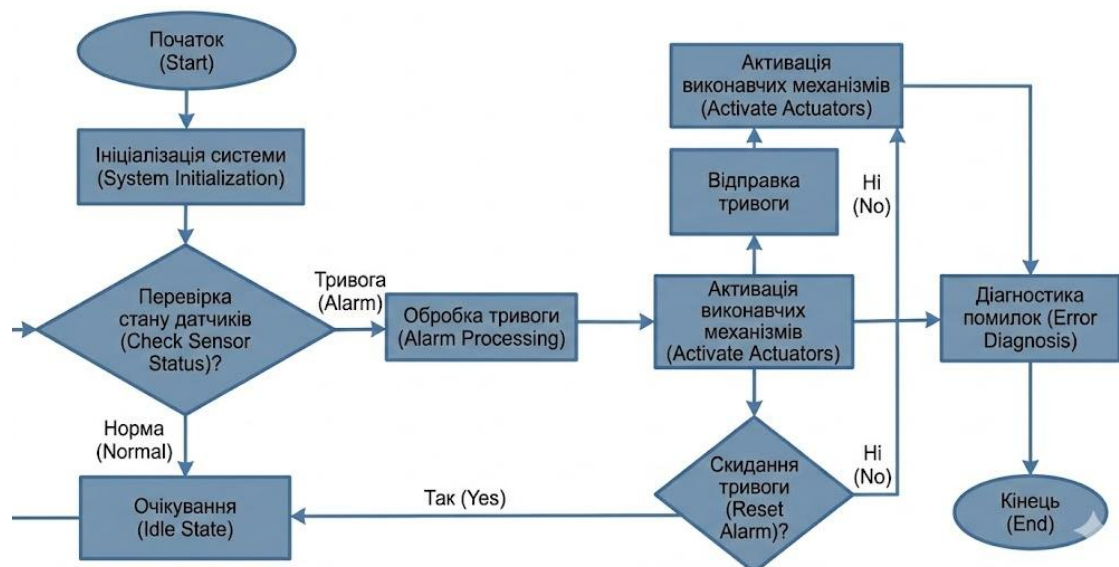 Початок
(Start)
Ініціалізація системи
(System Initialization)
Перевірка
стану датчиків
(Check Sensor
Status)?
Тривога
(Alarm)
Норма
(Normal)
Очікування
(Idle State)
Обробка тривоги
(Alarm Processing)
Активація
виконавчих механізмів
(Activate Actuators)
Відправка
тривоги
Ні
(No)
Активація
виконавчих
механізмів
(Activate Actuators)
Скидання
тривоги
(Reset
Alarm)?
Ні
(No)
Так (Yes)
Діагностика
помилок (Error
Diagnosis)
Кінець
(End)